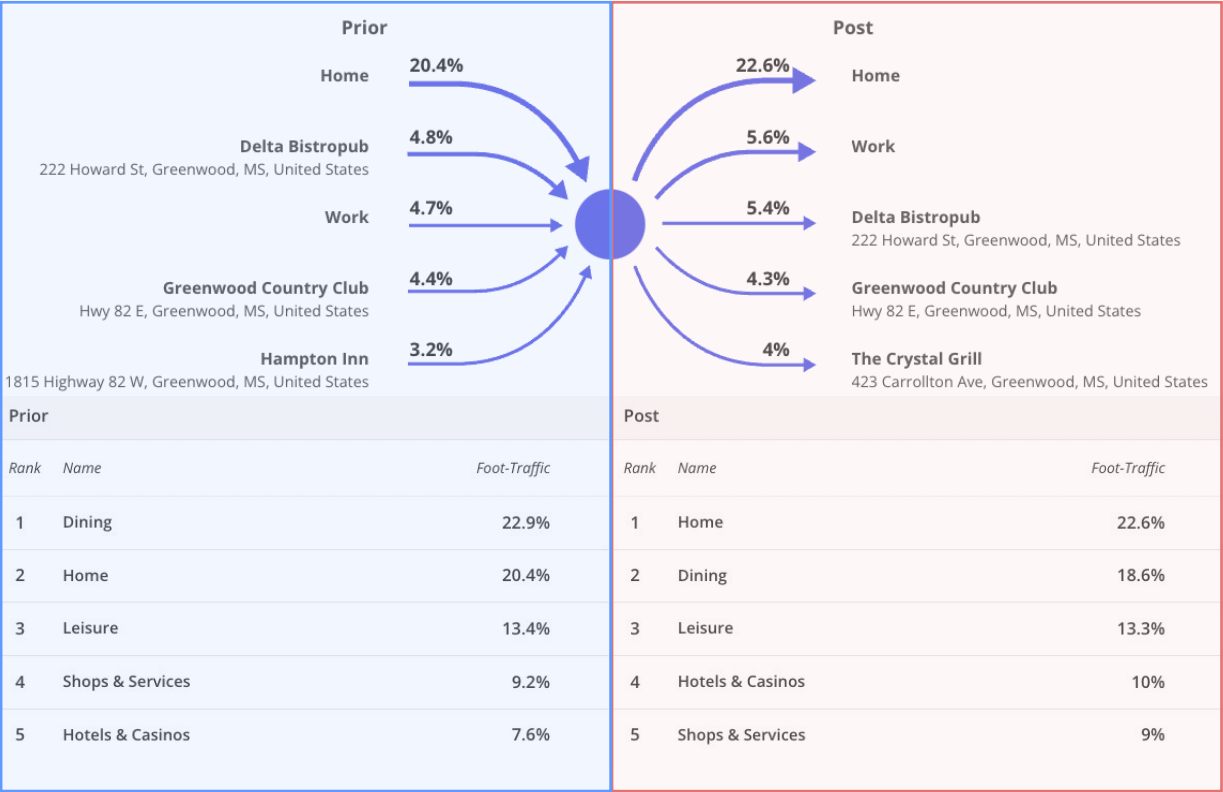 Prior
Home
20.4%
Delta Bistropub
222 Howard St, Greenwood, MS, United States
4.8%
Work
4.7%
Greenwood Country Club
Hwy 82 E, Greenwood, MS, United States
4.4%
Hampton Inn
1815 Highway 82 W, Greenwood, MS, United States
3.2%
Post
22.6%
Home
5.6%
Work
5.4%
Delta Bistropub
222 Howard St, Greenwood, MS, United States
4.3%
Greenwood Country Club
Hwy 82 E, Greenwood, MS, United States
4%
The Crystal Grill
423 Carrollton Ave, Greenwood, MS, United States
Prior
Rank Name Foot-Traffic
1 Dining 22.9%
2 Home 20.4%
3 Leisure 13.4%
4 Shops & Services 9.2%
5 Hotels & Casinos 7.6%
Post
Rank Name Foot-Traffic
1 Home 22.6%
2 Dining 18.6%
3 Leisure 13.3%
4 Hotels & Casinos 10%
5 Shops & Services 9%